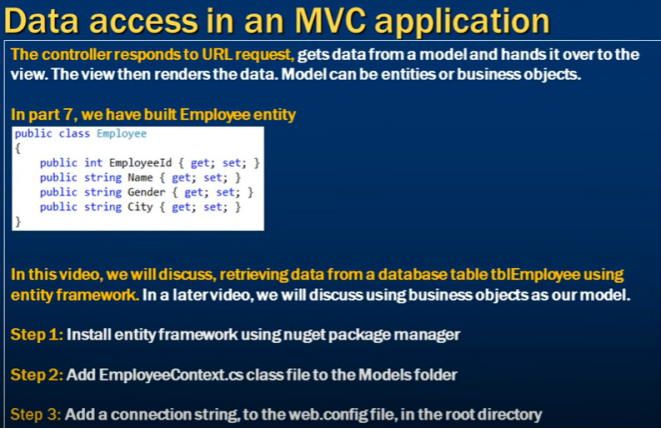 Data access in an MVC application
The controller responds to URL request, gets data from a model and hands it over to the
view. The view then renders the data. Model can be entities or business objects.
In part 7, we have built Employee entity
public class Employee
{
public int EmployeeId { get; set; }
public string Name { get; set; }
public string Gender { get; set; }
public string City { get; set; }
}
In this video, we will discuss, retrieving data from a database table tblEmployee using
entity framework. In a later video, we will discuss using business objects as our model.
Step 1: Install entity framework using nuget package manager
Step 2: Add EmployeeContext.cs class file to the Models folder
Step 3: Add a connection string, to the web.config file, in the root directory